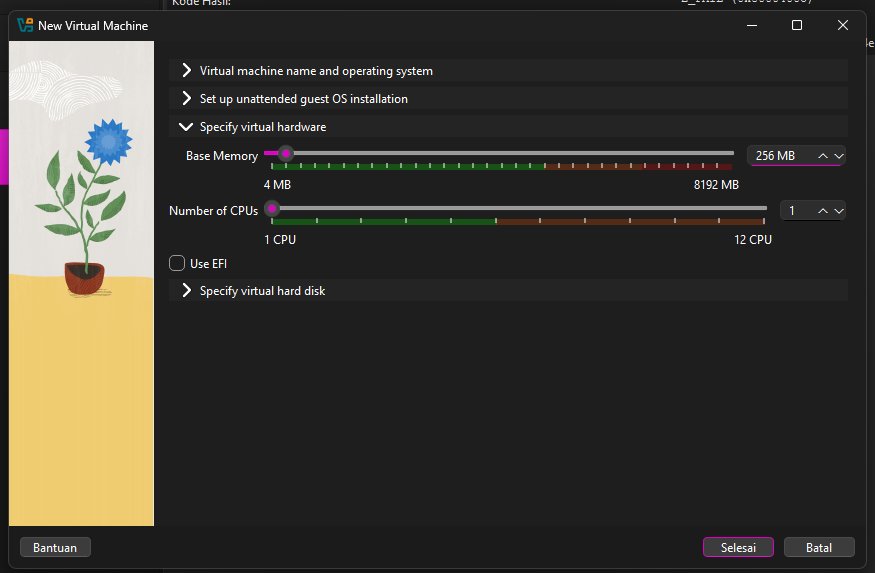 Kode Hasil:
New Virtual Machine
Virtual machine name and operating system
Set up unattended guest OS installation
Specify virtual hardware
Base Memory
256 MB
4 MB
8192 MB
Number of CPUs
1
1 CPU
12 CPU
Use EFI
Specify virtual hard disk
Bantuan
Selesai
Batal